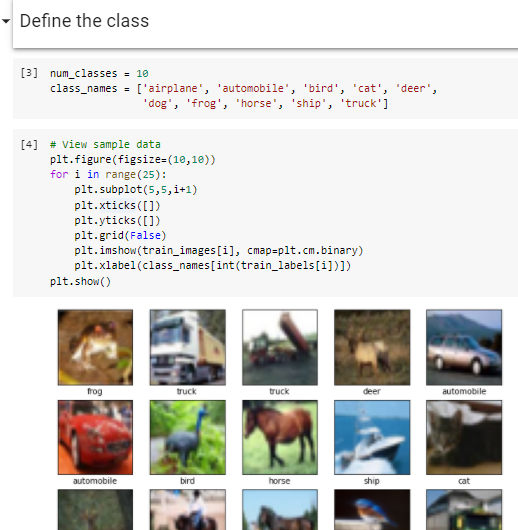 Define the class
[3] num_classes = 10
class_names = ['airplane', 'automobile', 'bird', 'cat', 'deer',
'dog', 'frog', 'horse', 'ship', 'truck']
[4] # View sample data
plt.figure(figsize=(10,10))
for i in range(25):
plt.subplot(5,5,i+1)
plt.xticks([])
plt.yticks([])
plt.grid(False)
plt.imshow(train_images[i], cmap=plt.cm.binary)
plt.xlabel(class_names[int(train_labels[i])])
plt.show()
frog truck truck deer automobile
automobile bird horse ship cat